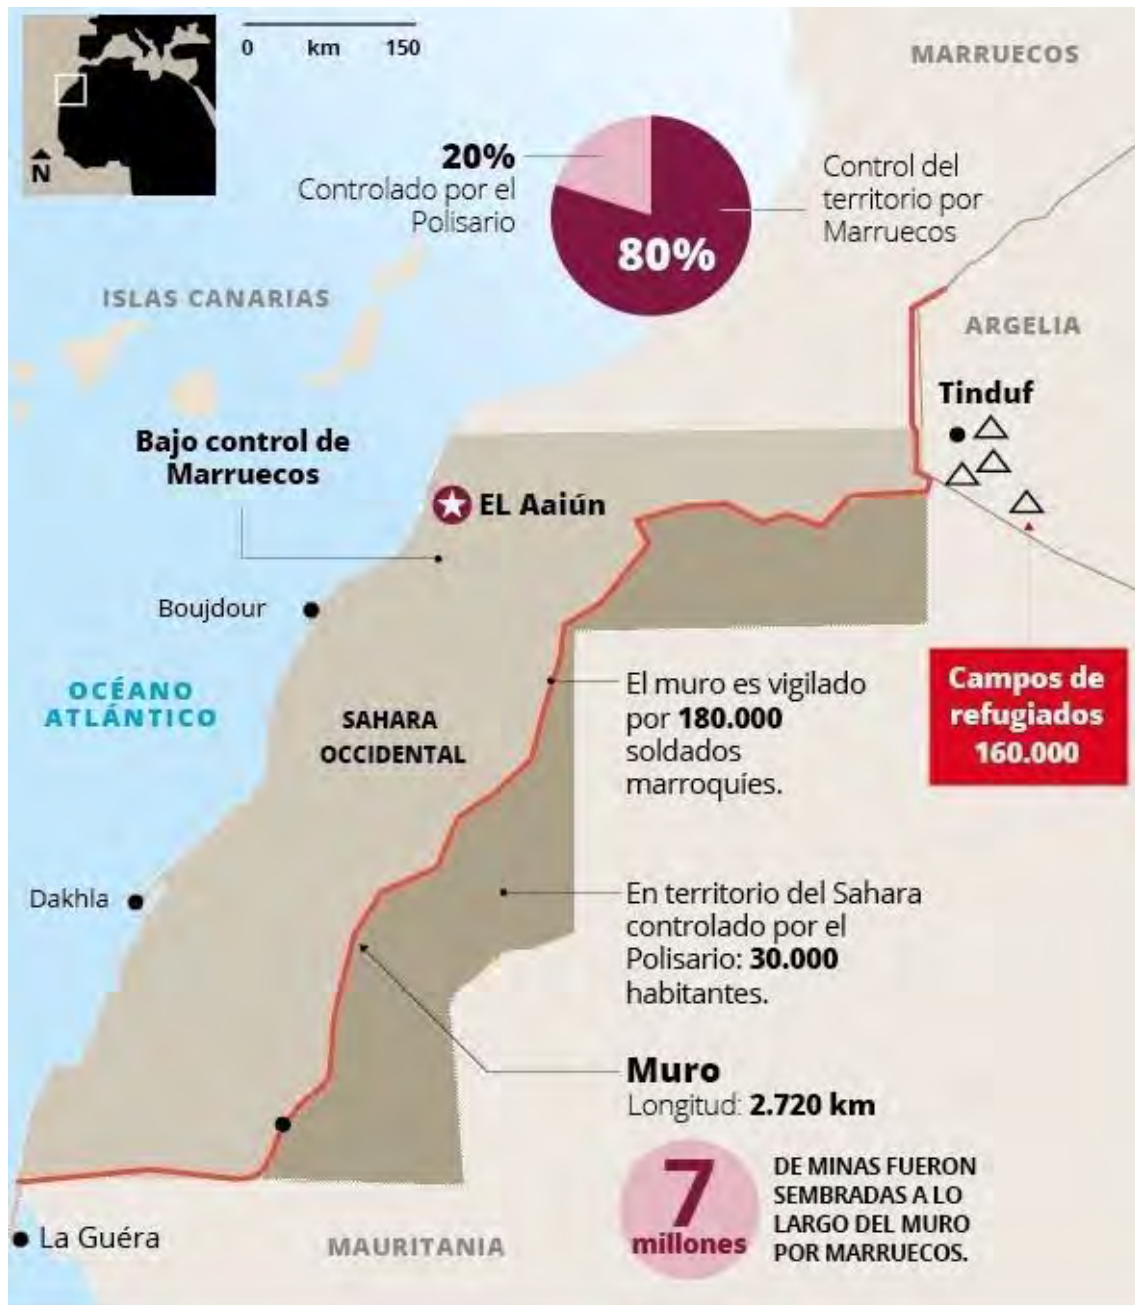 0 km 150
N
MARRUECOS
20%
Controlado por el
Polisario
80%
Control del
territorio por
Marruecos
ISLAS CANARIAS
ARGELIA
Tinduf
Bajo control de
Marruecos
EL Aaiún
Boujdour
OCÉANO
ATLÁNTICO
SAHARA
OCCIDENTAL
El muro es vigilado
por 180.000
soldados
marroquíes.
Campos de
refugiados
160.000
Dakhla
En territorio del Sahara
controlado por el
Polisario: 30.000
habitantes.
Muro
Longitud: 2.720 km
7
millones
DE MINAS FUERON
SEMBRADAS A LO
LARGO DEL MURO
POR MARRUECOS.
La Guéra
MAURITANIA